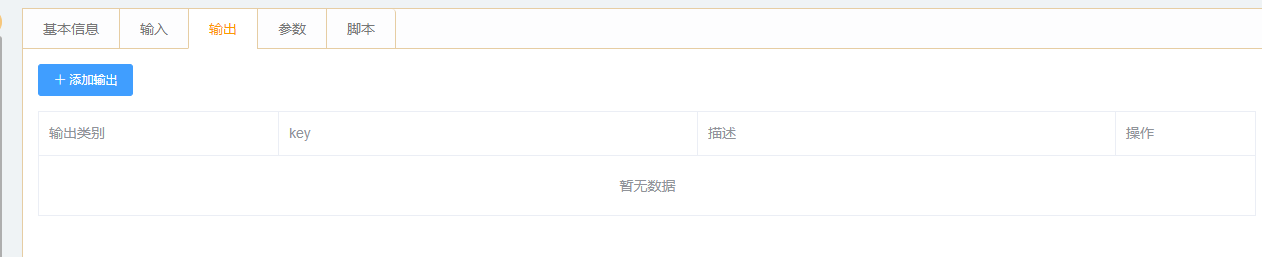 基本信息 输入 输出 参数 脚本
添加输出
输出类别 key 描述 操作
暂无数据